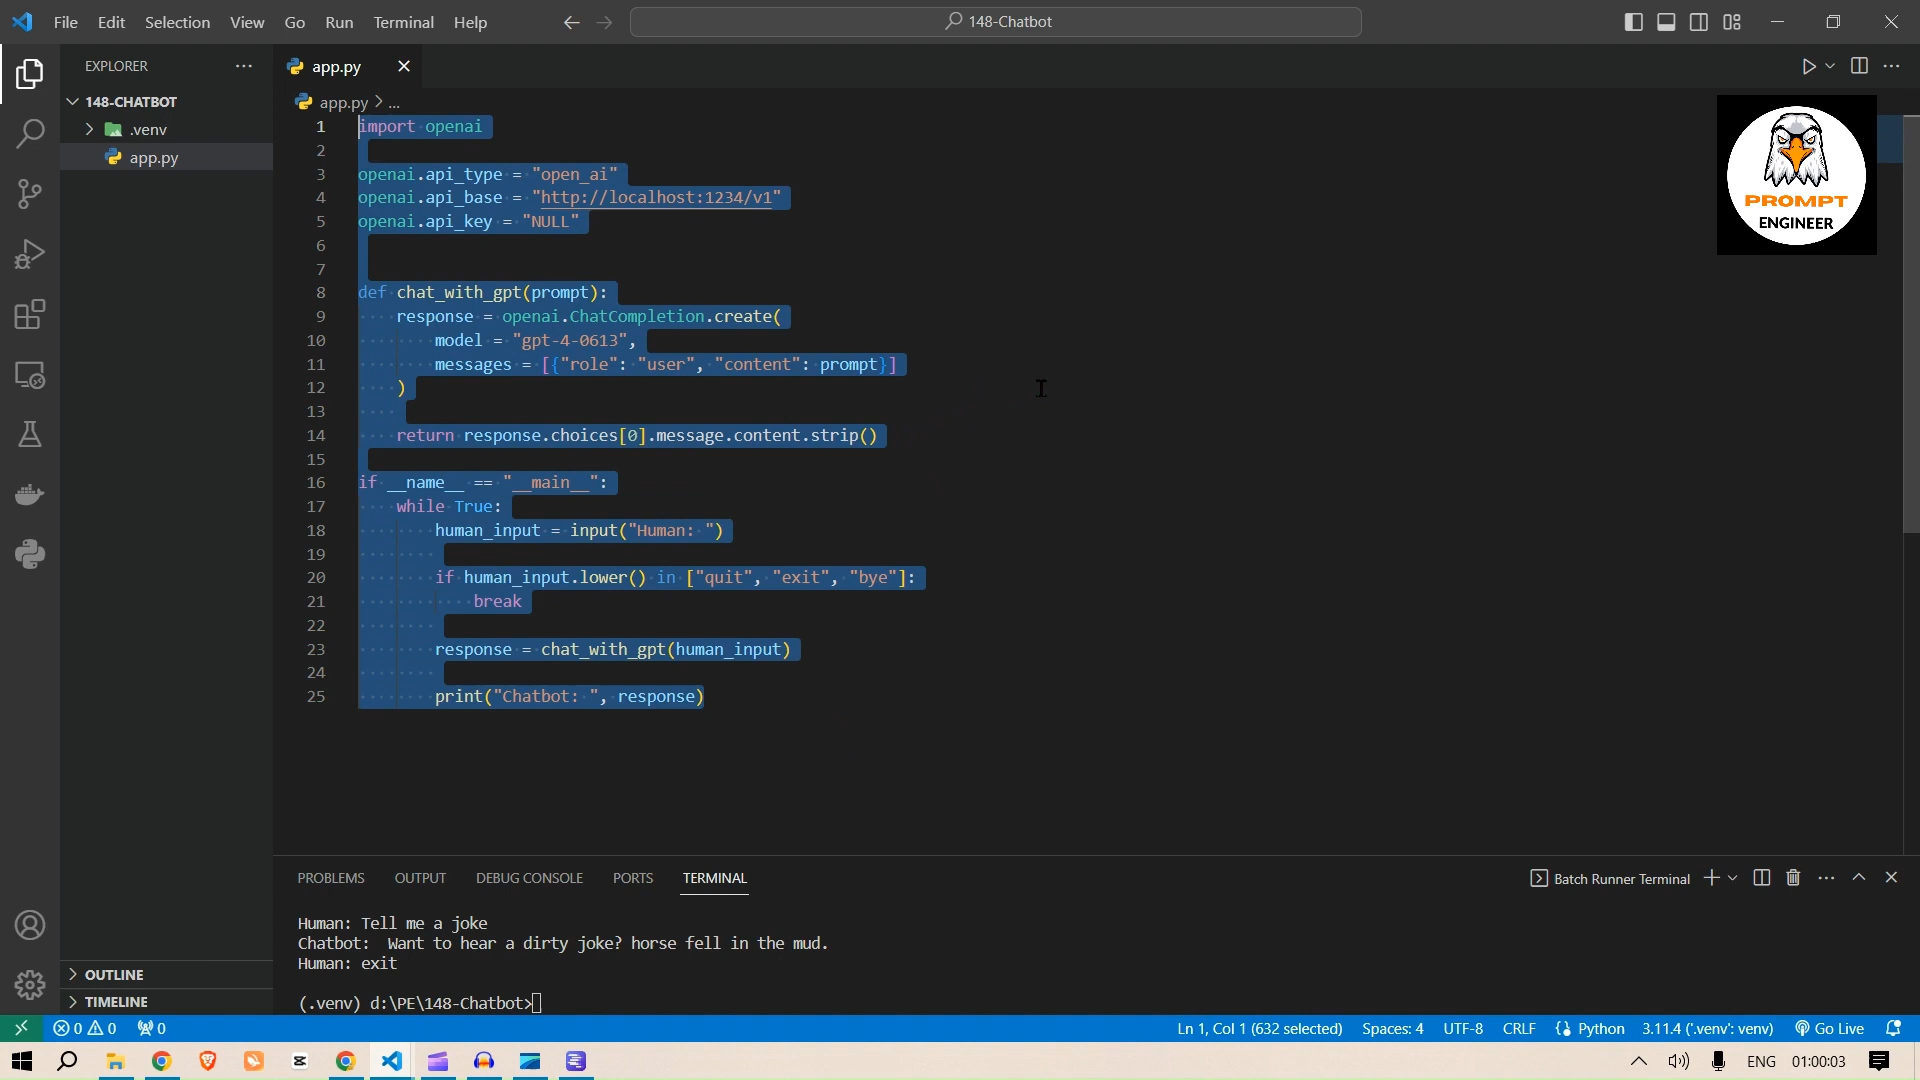 File Edit Selection View Go Run Terminal Help
148-Chatbot
EXPLORER
148-CHATBOT
.venv
app.py
OUTLINE
TIMELINE
app.py
app.py > ...
1 import openai
2
3 openai.api_type = "open_ai"
4 openai.api_base = "http://localhost:1234/v1"
5 openai.api_key = "NULL"
6
7
8 def chat_with_gpt(prompt):
9     response = openai.ChatCompletion.create(
10         model = "gpt-4-0613",
11         messages = [{"role": "user", "content": prompt}]
12     )
13
14     return response.choices[0].message.content.strip()
15
16 if __name__ == "__main__":
17     while True:
18         human_input = input("Human: ")
19
20         if human_input.lower() in ["quit", "exit", "bye"]:
21             break
22
23         response = chat_with_gpt(human_input)
24
25         print("Chatbot: ", response)
PROMPT
ENGINEER
PROBLEMS OUTPUT DEBUG CONSOLE PORTS TERMINAL
Batch Runner Terminal
Human: Tell me a joke
Chatbot:  Want to hear a dirty joke? horse fell in the mud.
Human: exit
(.venv) d:\PE\148-Chatbot>
0 0 0
Ln 1, Col 1 (632 selected) Spaces: 4 UTF-8 CRLF Python 3.11.4 ('.venv': venv) Go Live
ENG 01:00:03